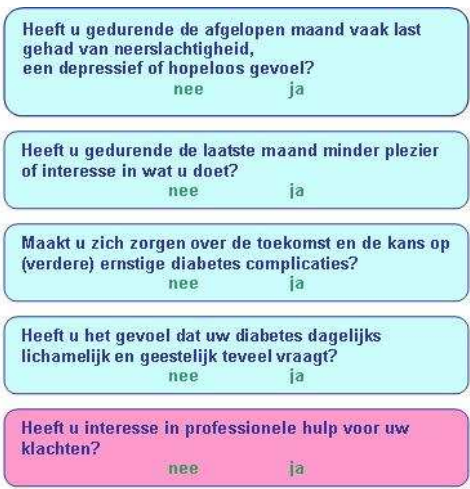 Heeft u gedurende de afgelopen maand vaak last
gehad van neerslachtigheid,
een depressief of hopeloos gevoel?
nee ja
Heeft u gedurende de laatste maand minder plezier
of interesse in wat u doet?
nee ja
Maakt u zich zorgen over de toekomst en de kans op
(verdere) ernstige diabetes complicaties?
nee ja
Heeft u het gevoel dat uw diabetes dagelijks
lichamelijk en geestelijk teveel vraagt?
nee ja
Heeft u interesse in professionele hulp voor uw
klachten?
nee ja